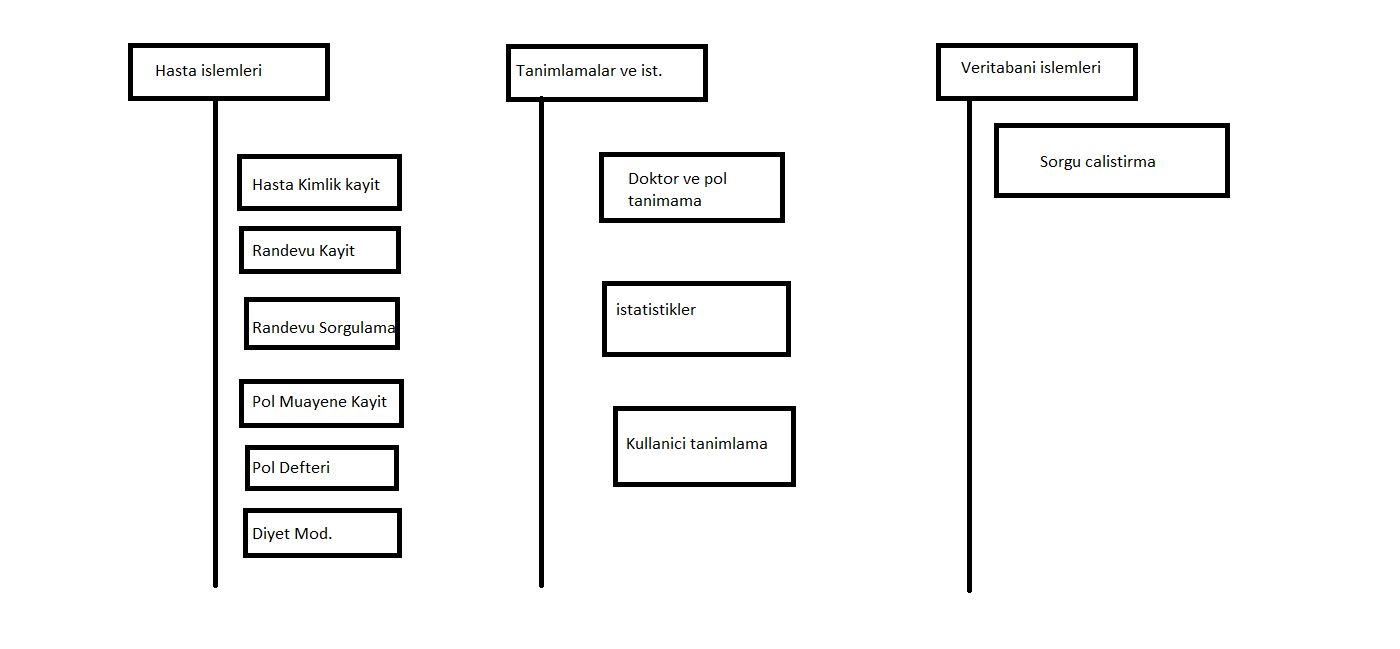 Hasta islemleri
Hasta Kimlik kayit
Randevu Kayit
Randevu Sorgulama
Pol Muayene Kayit
Pol Defteri
Diyet Mod.
Tanimlamalar ve ist.
Doktor ve pol
tanimama
istatistikler
Kullanici tanimlama
Veritabani islemleri
Sorgu calistirma